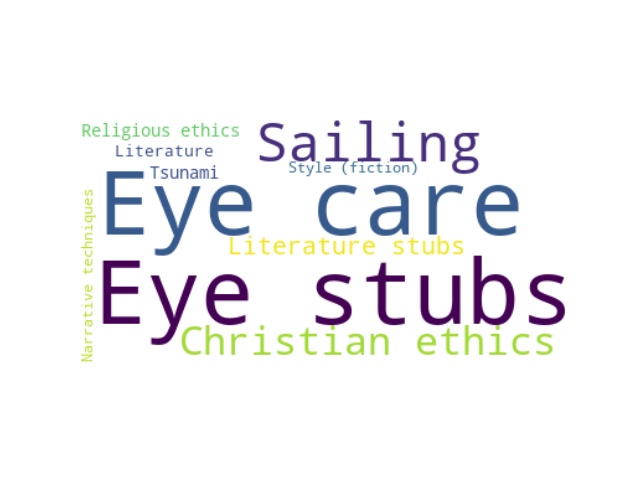 Religious ethics
Sailing
Literature
Style (fiction)
Tsunami
Eye care
Narrative techniques
Literature stubs
Eye stubs
Christian ethics